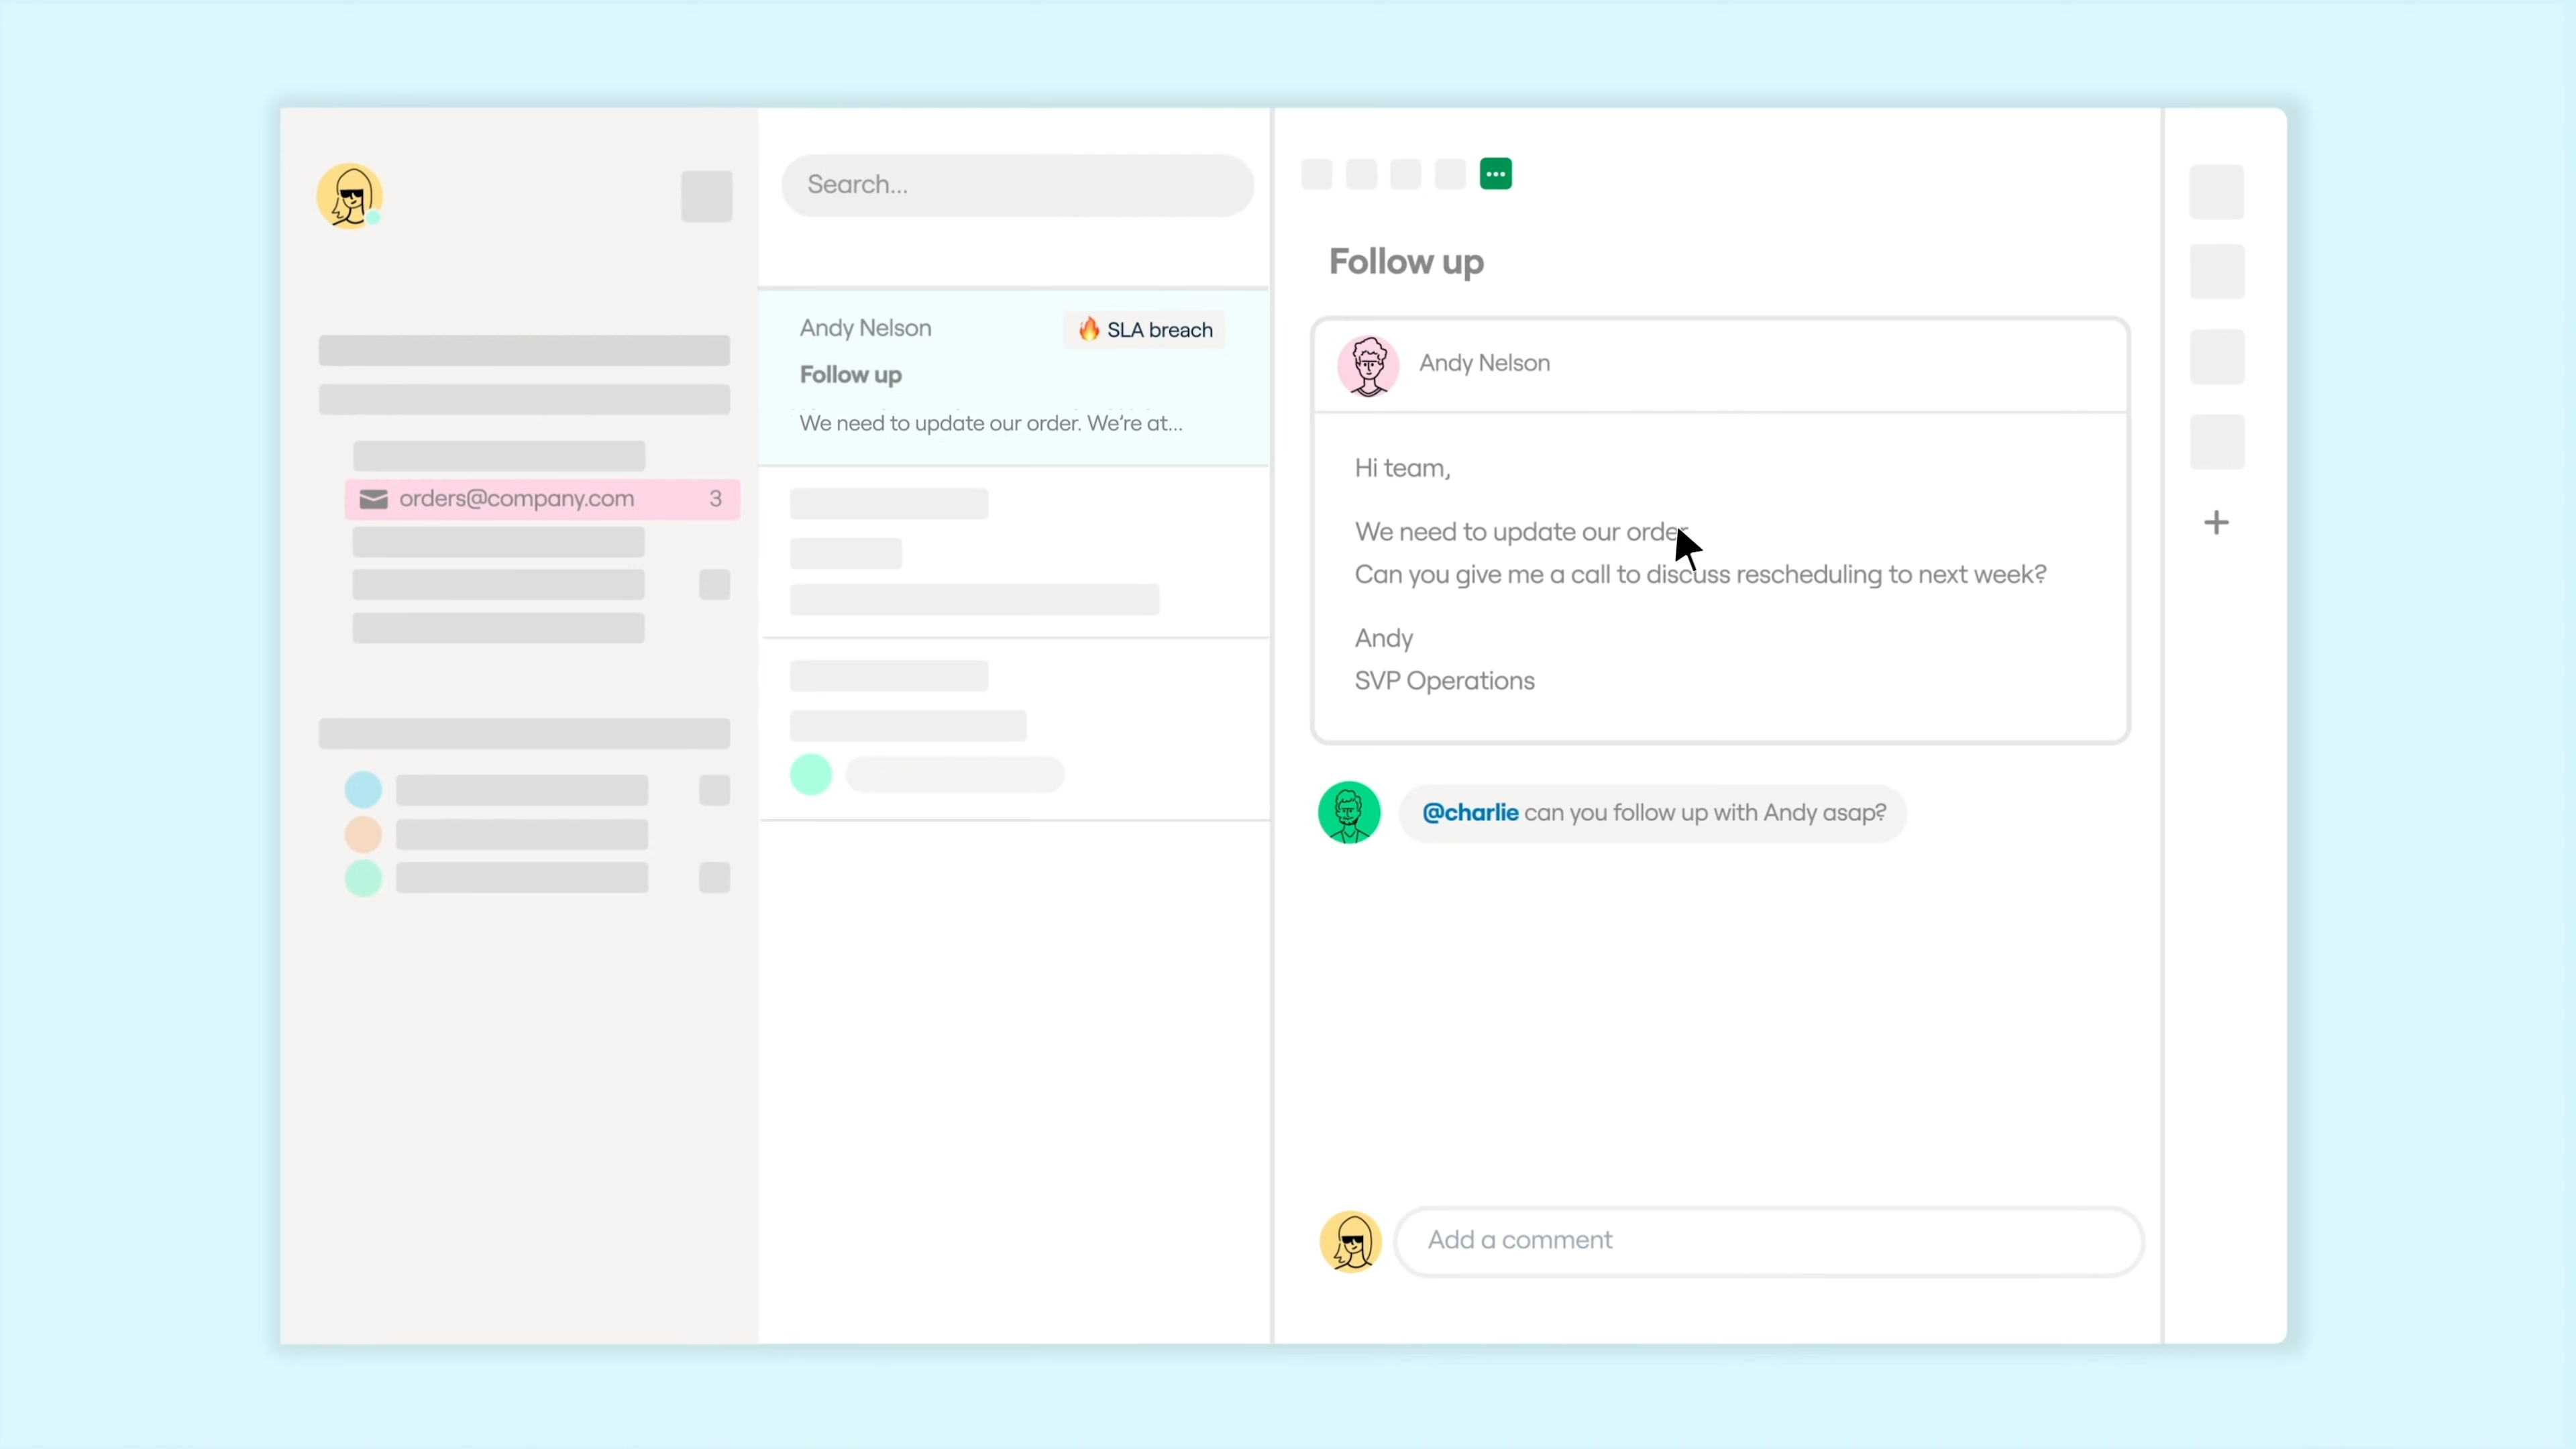 Search...
Andy Nelson
🔥 SLA breach
Follow up
We need to update our order. We're at...
orders@company.com 3
Follow up
Andy Nelson
Hi team,
We need to update our order
Can you give me a call to discuss rescheduling to next week?
Andy
SVP Operations
@charlie can you follow up with Andy asap?
Add a comment